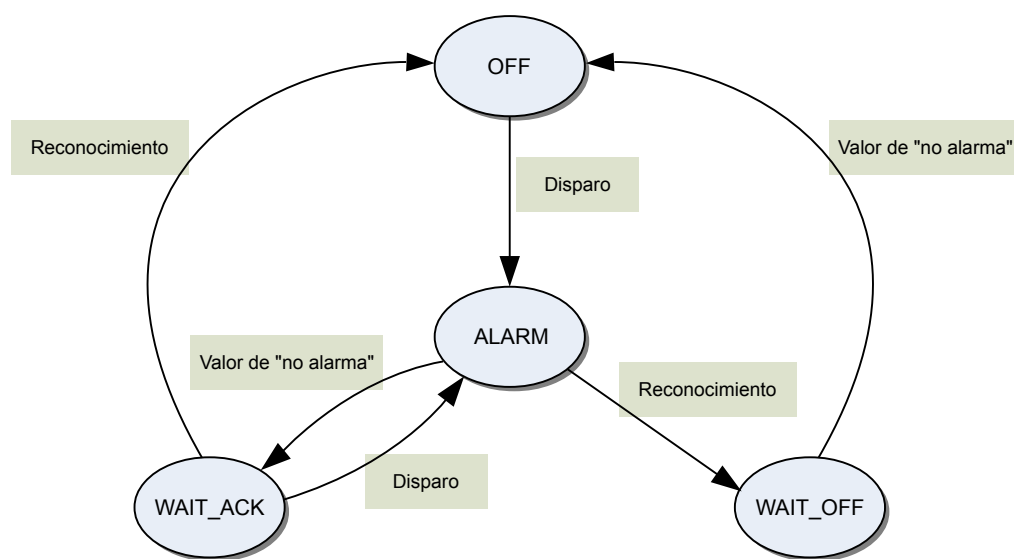 OFF
Reconocimiento
Valor de "no alarma"
Disparo
ALARM
Valor de "no alarma"
Reconocimiento
Disparo
WAIT_ACK
WAIT_OFF